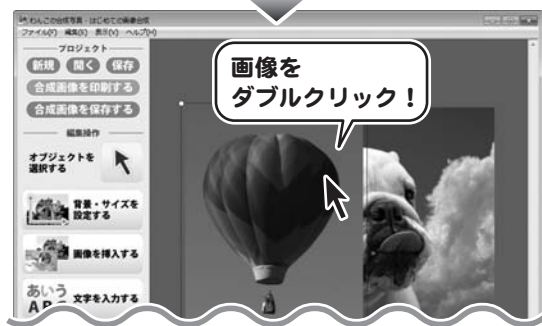 わんこの合成写真 - はじめての画像合成
ファイル(F) 編集(E) 表示(V) ヘルプ(H)
プロジェクト
新規 開く 保存
合成画像を印刷する
合成画像を保存する
編集操作
オブジェクトを
選択する
背景・サイズを
設定する
画像を挿入する
あいう
ABC
文字を入力する
画像を
ダブルクリック！